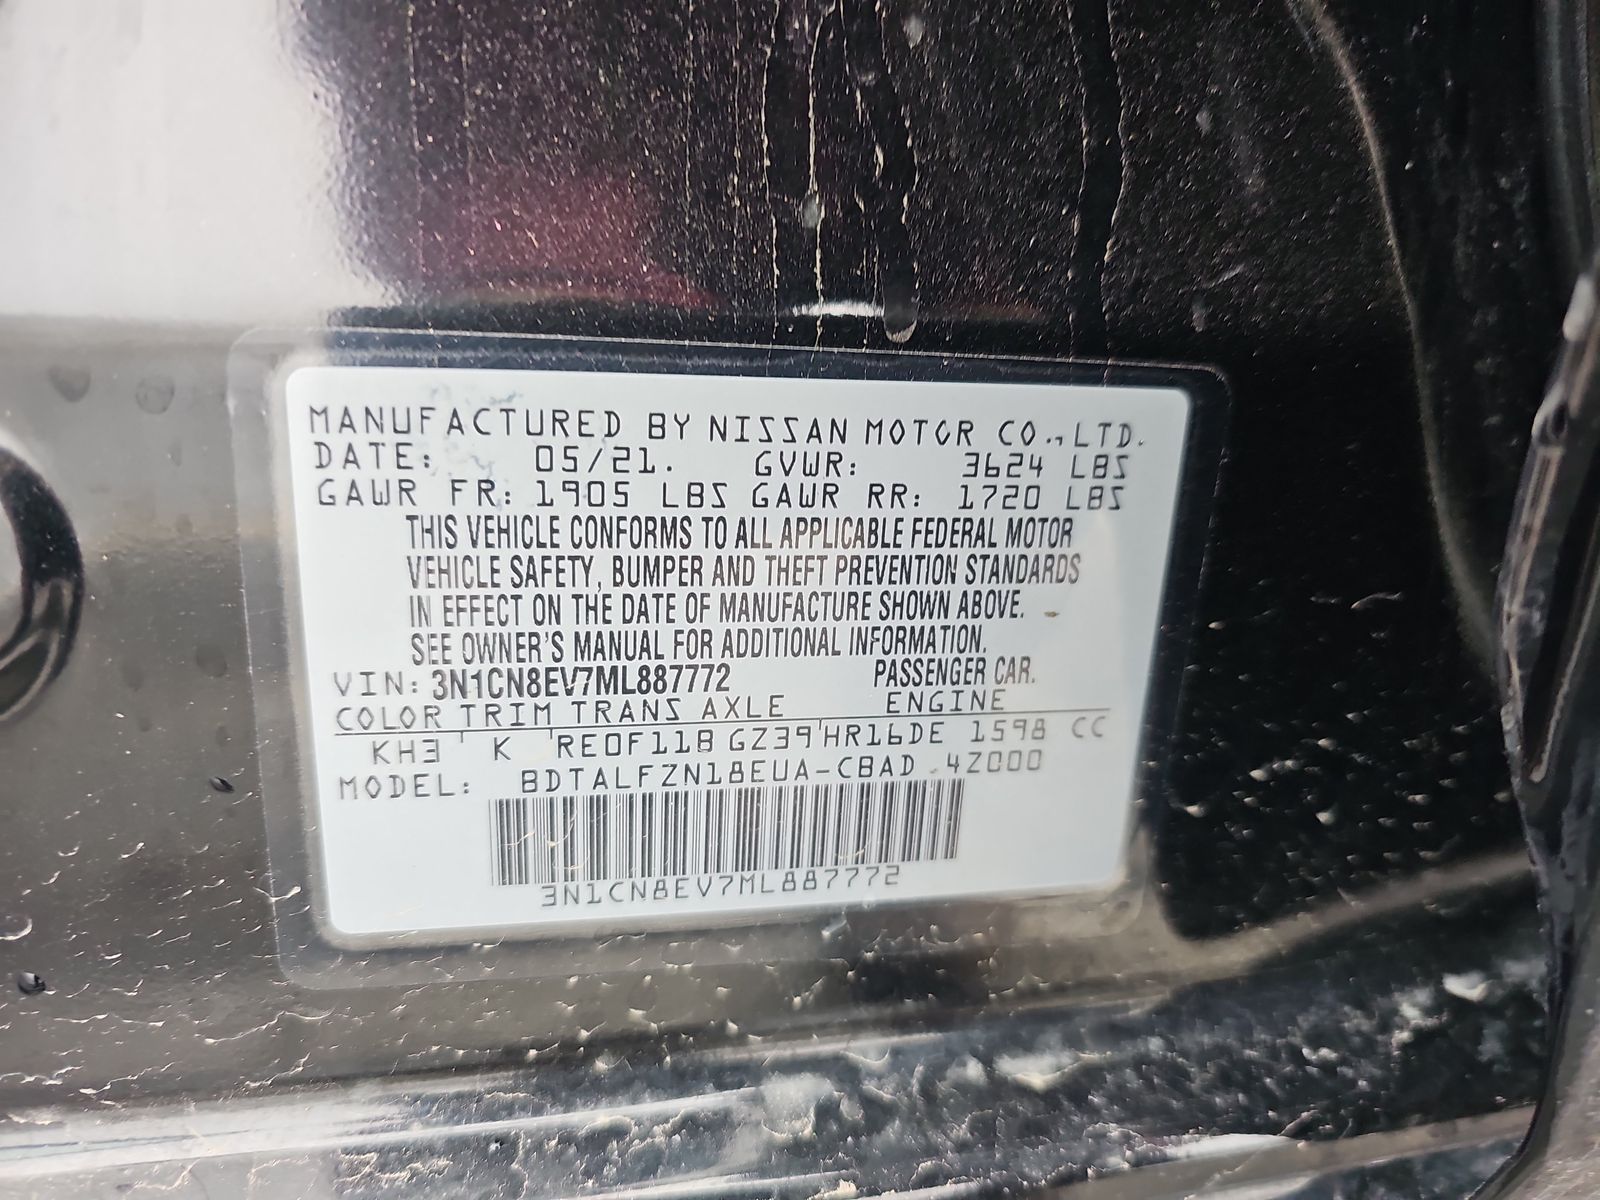 MANUFACTURED BY NISSAN MOTOR CO., LTD.
DATE: 05/21. GVWR: 3624 LBS
GAWR FR: 1905 LBS GAWR RR: 1720 LBS
THIS VEHICLE CONFORMS TO ALL APPLICABLE FEDERAL MOTOR
VEHICLE SAFETY, BUMPER AND THEFT PREVENTION STANDARDS
IN EFFECT ON THE DATE OF MANUFACTURE SHOWN ABOVE.
SEE OWNER'S MANUAL FOR ADDITIONAL INFORMATION.
VIN: 3N1CN8EV7ML887772 PASSENGER CAR.
COLOR TRIM TRANS AXLE ENGINE
KH3 K RE0F11B GZ39 HR16DE 1598 CC
MODEL: BDTALFZN18EUA-CBAD 4Z000
3N1CN8EV7ML887772